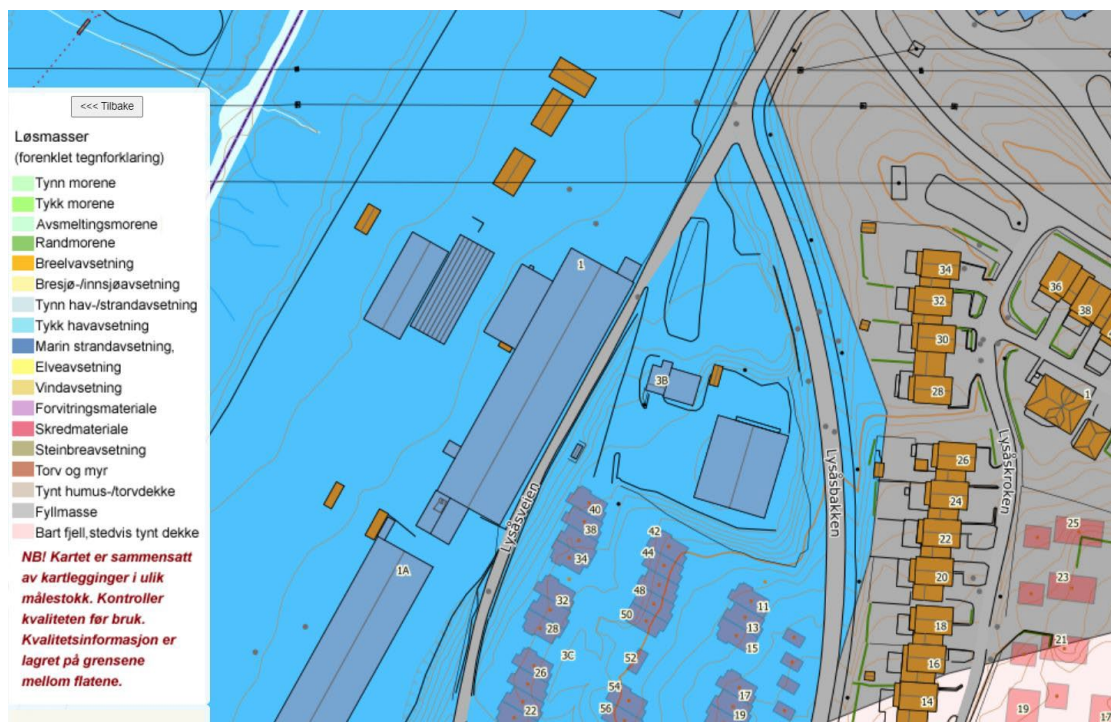 <<< Tilbake
Løsmasser
(forenklet tegnforklaring)
Tynn morene
Tykk morene
Avsmeltingsmorene
Randmorene
Breelvavsetning
Bresjø-/innsjøavsetning
Tynn hav-/strandavsetning
Tykk havavsetning
Marin strandavsetning,
Elveavsetning
Vindavsetning
Forvitringsmateriale
Skredmateriale
Steinbreavsetning
Torv og myr
Tynt humus-/torvdekke
Fyllmasse
Bart fjell,stedvis tynt dekke
NB! Kartet er sammensatt
av kartlegginger i ulik
målestokk. Kontroller
kvaliteten før bruk.
Kvalitetsinformasjon er
lagret på grensene
mellom flatene.
1
3B
1A
Lysåsveien
Lysåsbakken
Lysåskroken
40
38
34
32
28
3C
26
22
42
44
48
50
52
54
56
11
13
15
17
19
34
32
30
28
26
24
22
20
18
16
14
36
38
1
25
23
21
19
17